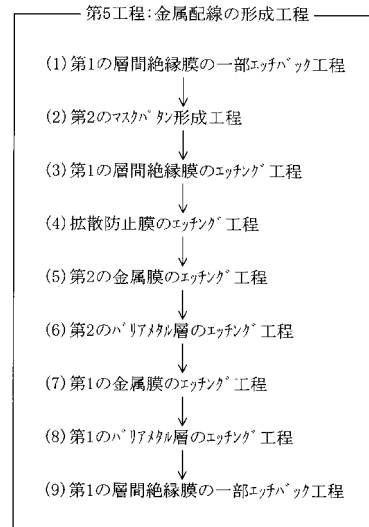 第5工程:金属配線の形成工程
(1)第1の層間絶縁膜の一部エッチバック工程
(2)第2のマスクパタン形成工程
(3)第1の層間絶縁膜のエッチング工程
(4)拡散防止膜のエッチング工程
(5)第2の金属膜のエッチング工程
(6)第2のバリアメタル層のエッチング工程
(7)第1の金属膜のエッチング工程
(8)第1のバリアメタル層のエッチング工程
(9)第1の層間絶縁膜の一部エッチバック工程